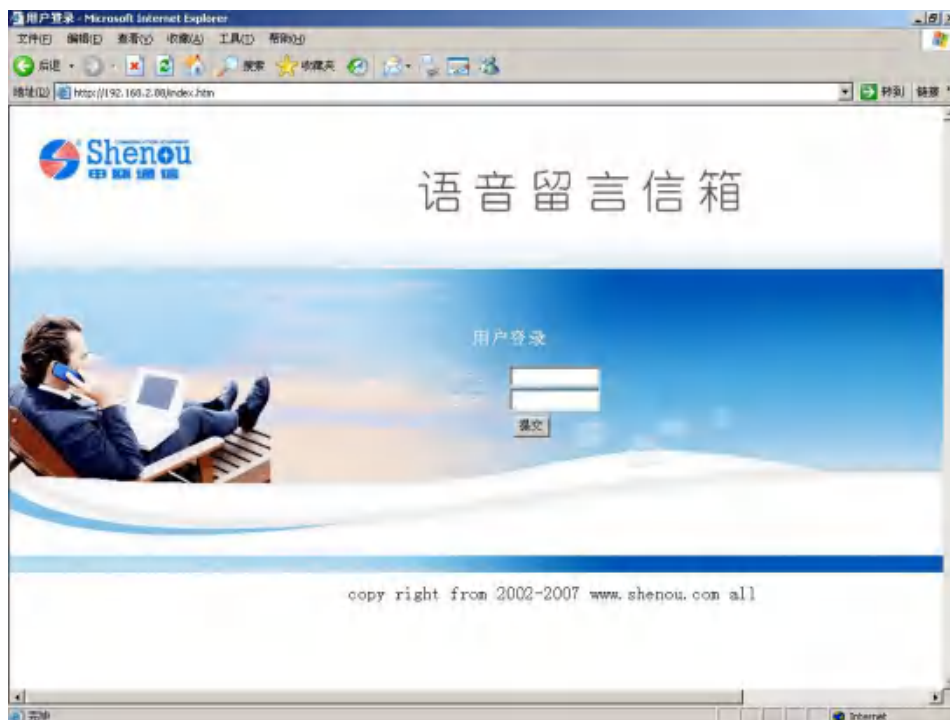 用户登录 - Microsoft Internet Explorer
文件(F) 编辑(E) 查看(V) 收藏(A) 工具(T) 帮助(H)
后退 搜索 收藏夹
地址(D) http://192.168.2.88/index.htm 转到 链接
Shenou
申瓯通信
语音留言信箱
用户登录
提交
copy right from 2002-2007 www.shenou.com all
完毕 Internet